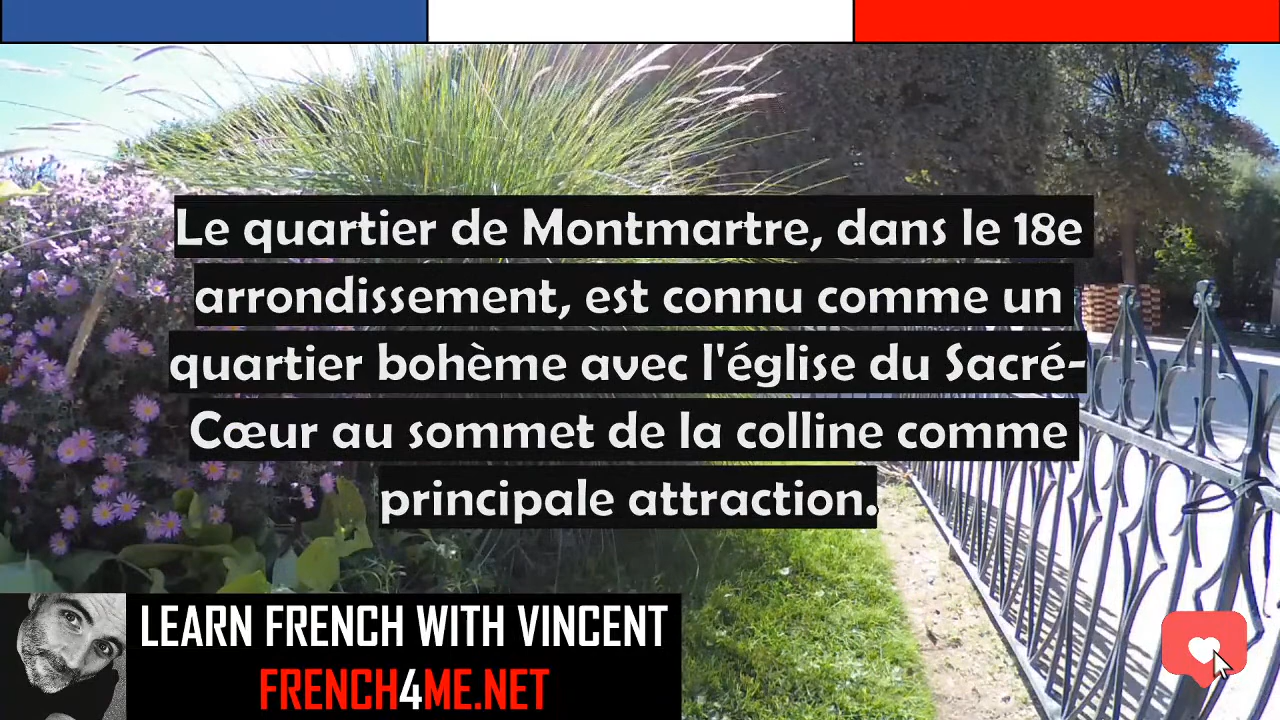 Le quartier de Montmartre, dans le 18e
arrondissement, est connu comme un
quartier bohème avec l'église du Sacré-
Cœur au sommet de la colline comme
principale attraction.
LEARN FRENCH WITH VINCENT
FRENCH4ME.NET